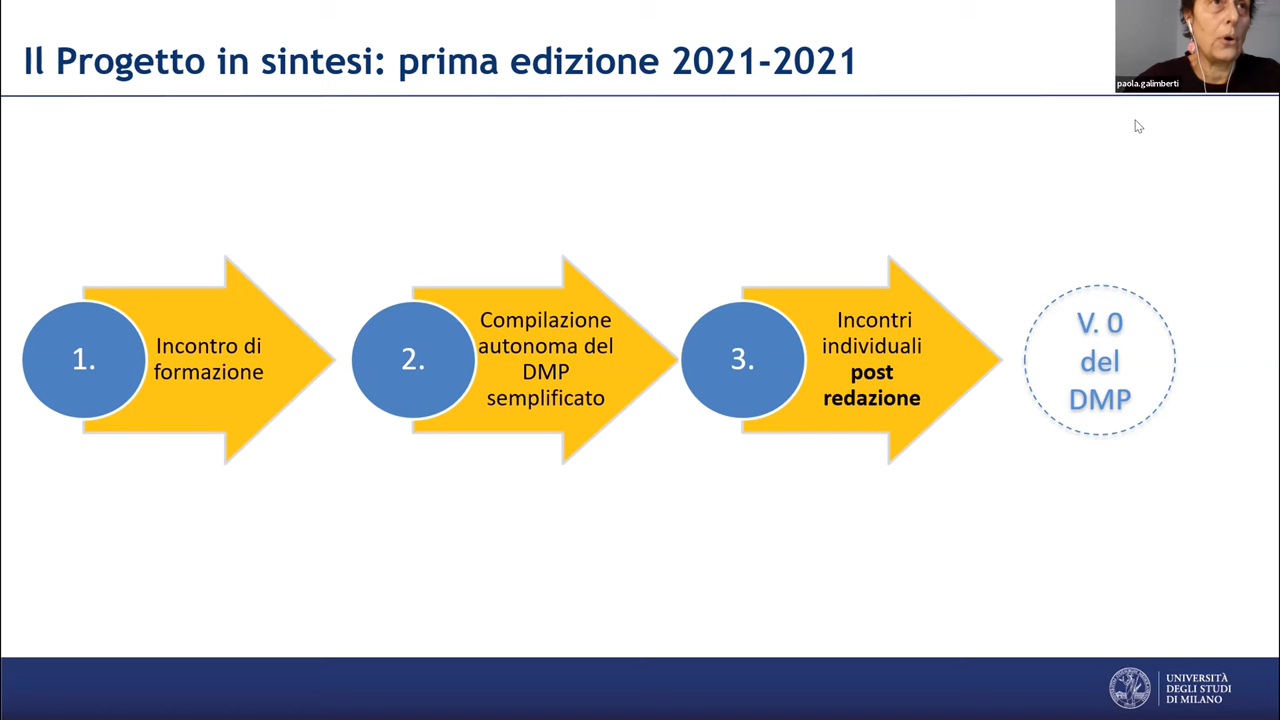 Il Progetto in sintesi: prima edizione 2021-2021
paola.galimberti
1.
Incontro di
formazione
2.
Compilazione
autonoma del
DMP
semplificato
3.
Incontri
individuali
post
redazione
V. 0
del
DMP
UNIVERSITÀ
DEGLI STUDI
DI MILANO